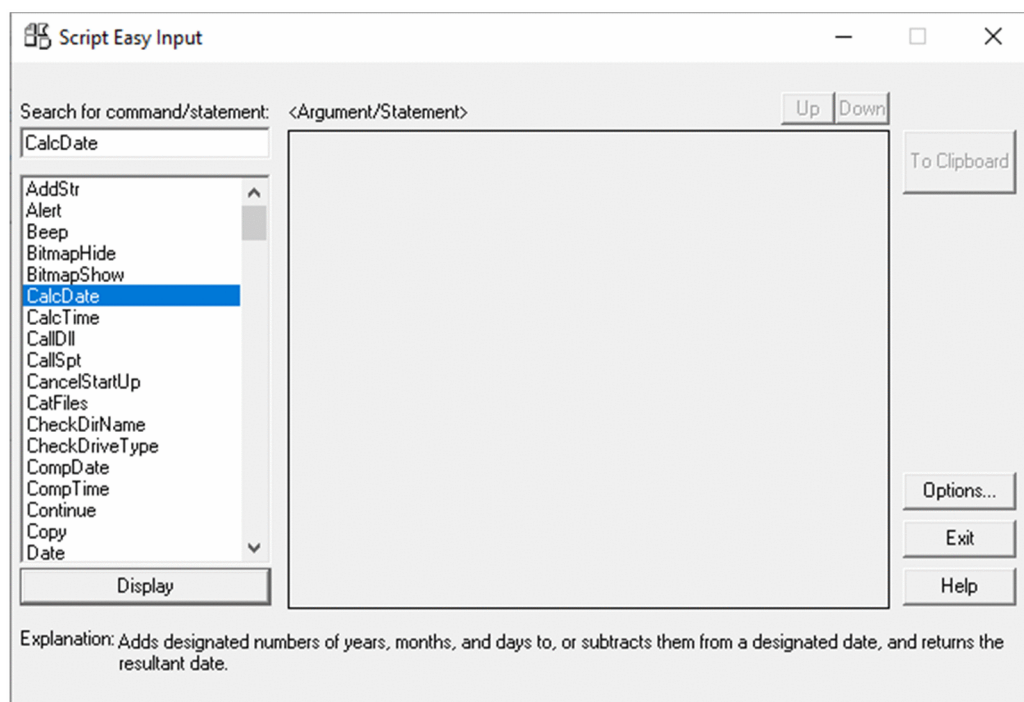 Script Easy Input
Search for command/statement:
<Argument/Statement>
Up
Down
CalcDate
To Clipboard
AddStr
Alert
Beep
BitmapHide
BitmapShow
CalcDate
CalcTime
CallDll
CallSpt
CancelStartUp
CatFiles
CheckDirName
CheckDriveType
CompDate
CompTime
Continue
Copy
Date
Display
Options...
Exit
Help
Explanation: Adds designated numbers of years, months, and days to, or subtracts them from a designated date, and returns the
resultant date.